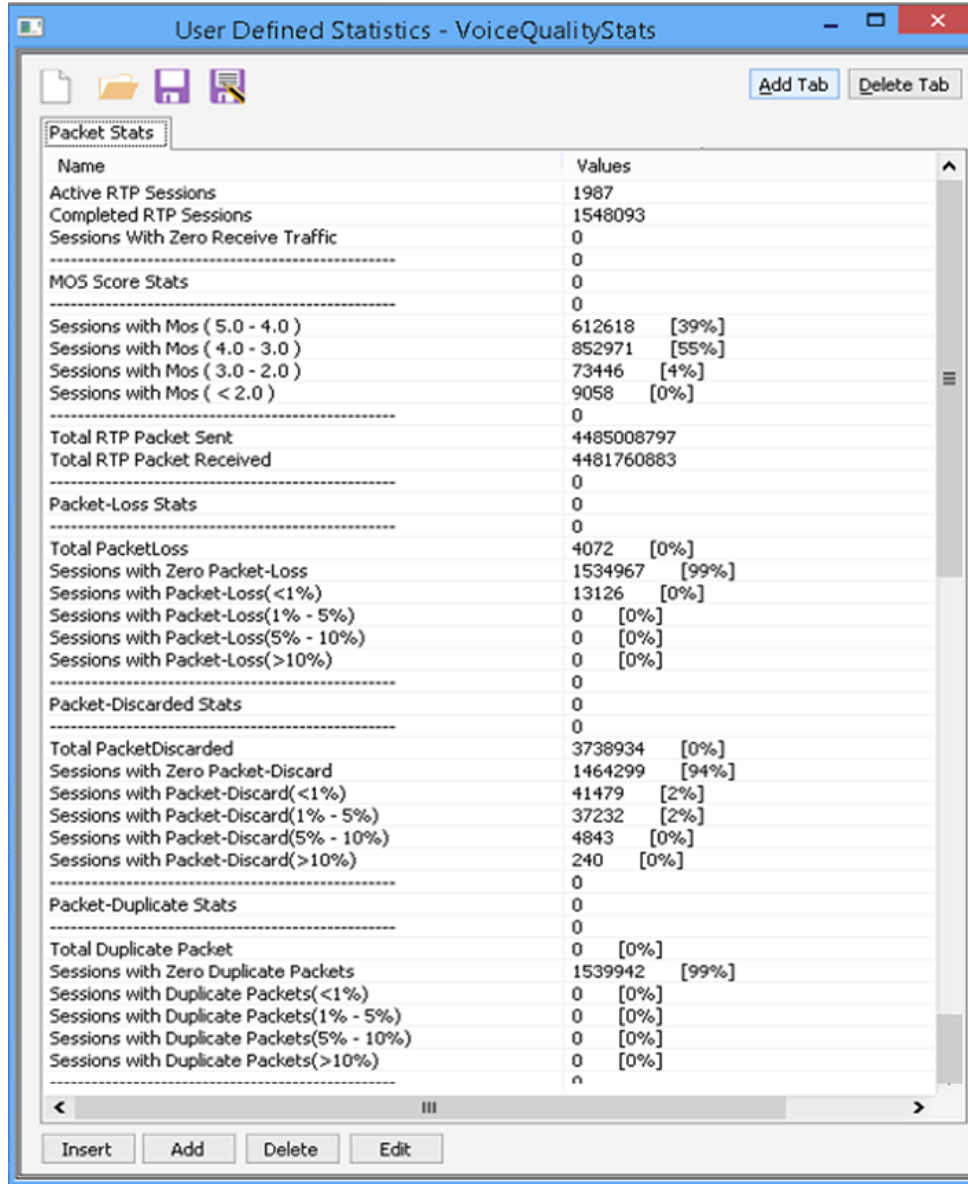 User Defined Statistics - VoiceQualityStats
Add Tab Delete Tab
Packet Stats
Name Values
Active RTP Sessions 1987
Completed RTP Sessions 1548093
Sessions With Zero Receive Traffic 0
-------------------------------------------------- 0
MOS Score Stats 0
-------------------------------------------------- 0
Sessions with Mos ( 5.0 - 4.0 ) 612618 [39%]
Sessions with Mos ( 4.0 - 3.0 ) 852971 [55%]
Sessions with Mos ( 3.0 - 2.0 ) 73446 [4%]
Sessions with Mos ( < 2.0 ) 9058 [0%]
-------------------------------------------------- 0
Total RTP Packet Sent 4485008797
Total RTP Packet Received 4481760883
-------------------------------------------------- 0
Packet-Loss Stats 0
-------------------------------------------------- 0
Total PacketLoss 4072 [0%]
Sessions with Zero Packet-Loss 1534967 [99%]
Sessions with Packet-Loss(<1%) 13126 [0%]
Sessions with Packet-Loss(1% - 5%) 0 [0%]
Sessions with Packet-Loss(5% - 10%) 0 [0%]
Sessions with Packet-Loss(>10%) 0 [0%]
-------------------------------------------------- 0
Packet-Discarded Stats 0
-------------------------------------------------- 0
Total PacketDiscarded 3738934 [0%]
Sessions with Zero Packet-Discard 1464299 [94%]
Sessions with Packet-Discard(<1%) 41479 [2%]
Sessions with Packet-Discard(1% - 5%) 37232 [2%]
Sessions with Packet-Discard(5% - 10%) 4843 [0%]
Sessions with Packet-Discard(>10%) 240 [0%]
-------------------------------------------------- 0
Packet-Duplicate Stats 0
-------------------------------------------------- 0
Total Duplicate Packet 0 [0%]
Sessions with Zero Duplicate Packets 1539942 [99%]
Sessions with Duplicate Packets(<1%) 0 [0%]
Sessions with Duplicate Packets(1% - 5%) 0 [0%]
Sessions with Duplicate Packets(5% - 10%) 0 [0%]
Sessions with Duplicate Packets(>10%) 0 [0%]
-------------------------------------------------- 0
Insert Add Delete Edit